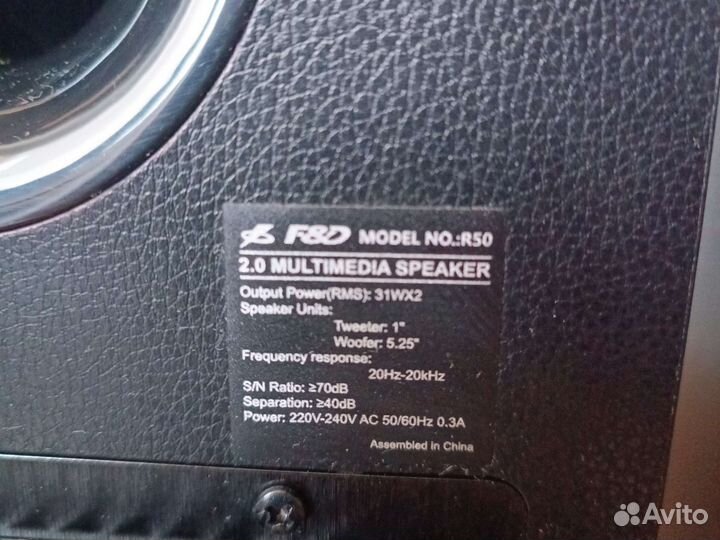 F&D MODEL NO.:R50
2.0 MULTIMEDIA SPEAKER
Output Power(RMS): 31WX2
Speaker Units:
Tweeter: 1"
Woofer: 5.25"
Frequency response:
20Hz-20kHz
S/N Ratio: ≥70dB
Separation: ≥40dB
Power: 220V-240V AC 50/60Hz 0.3A
Assembled in China
Avito